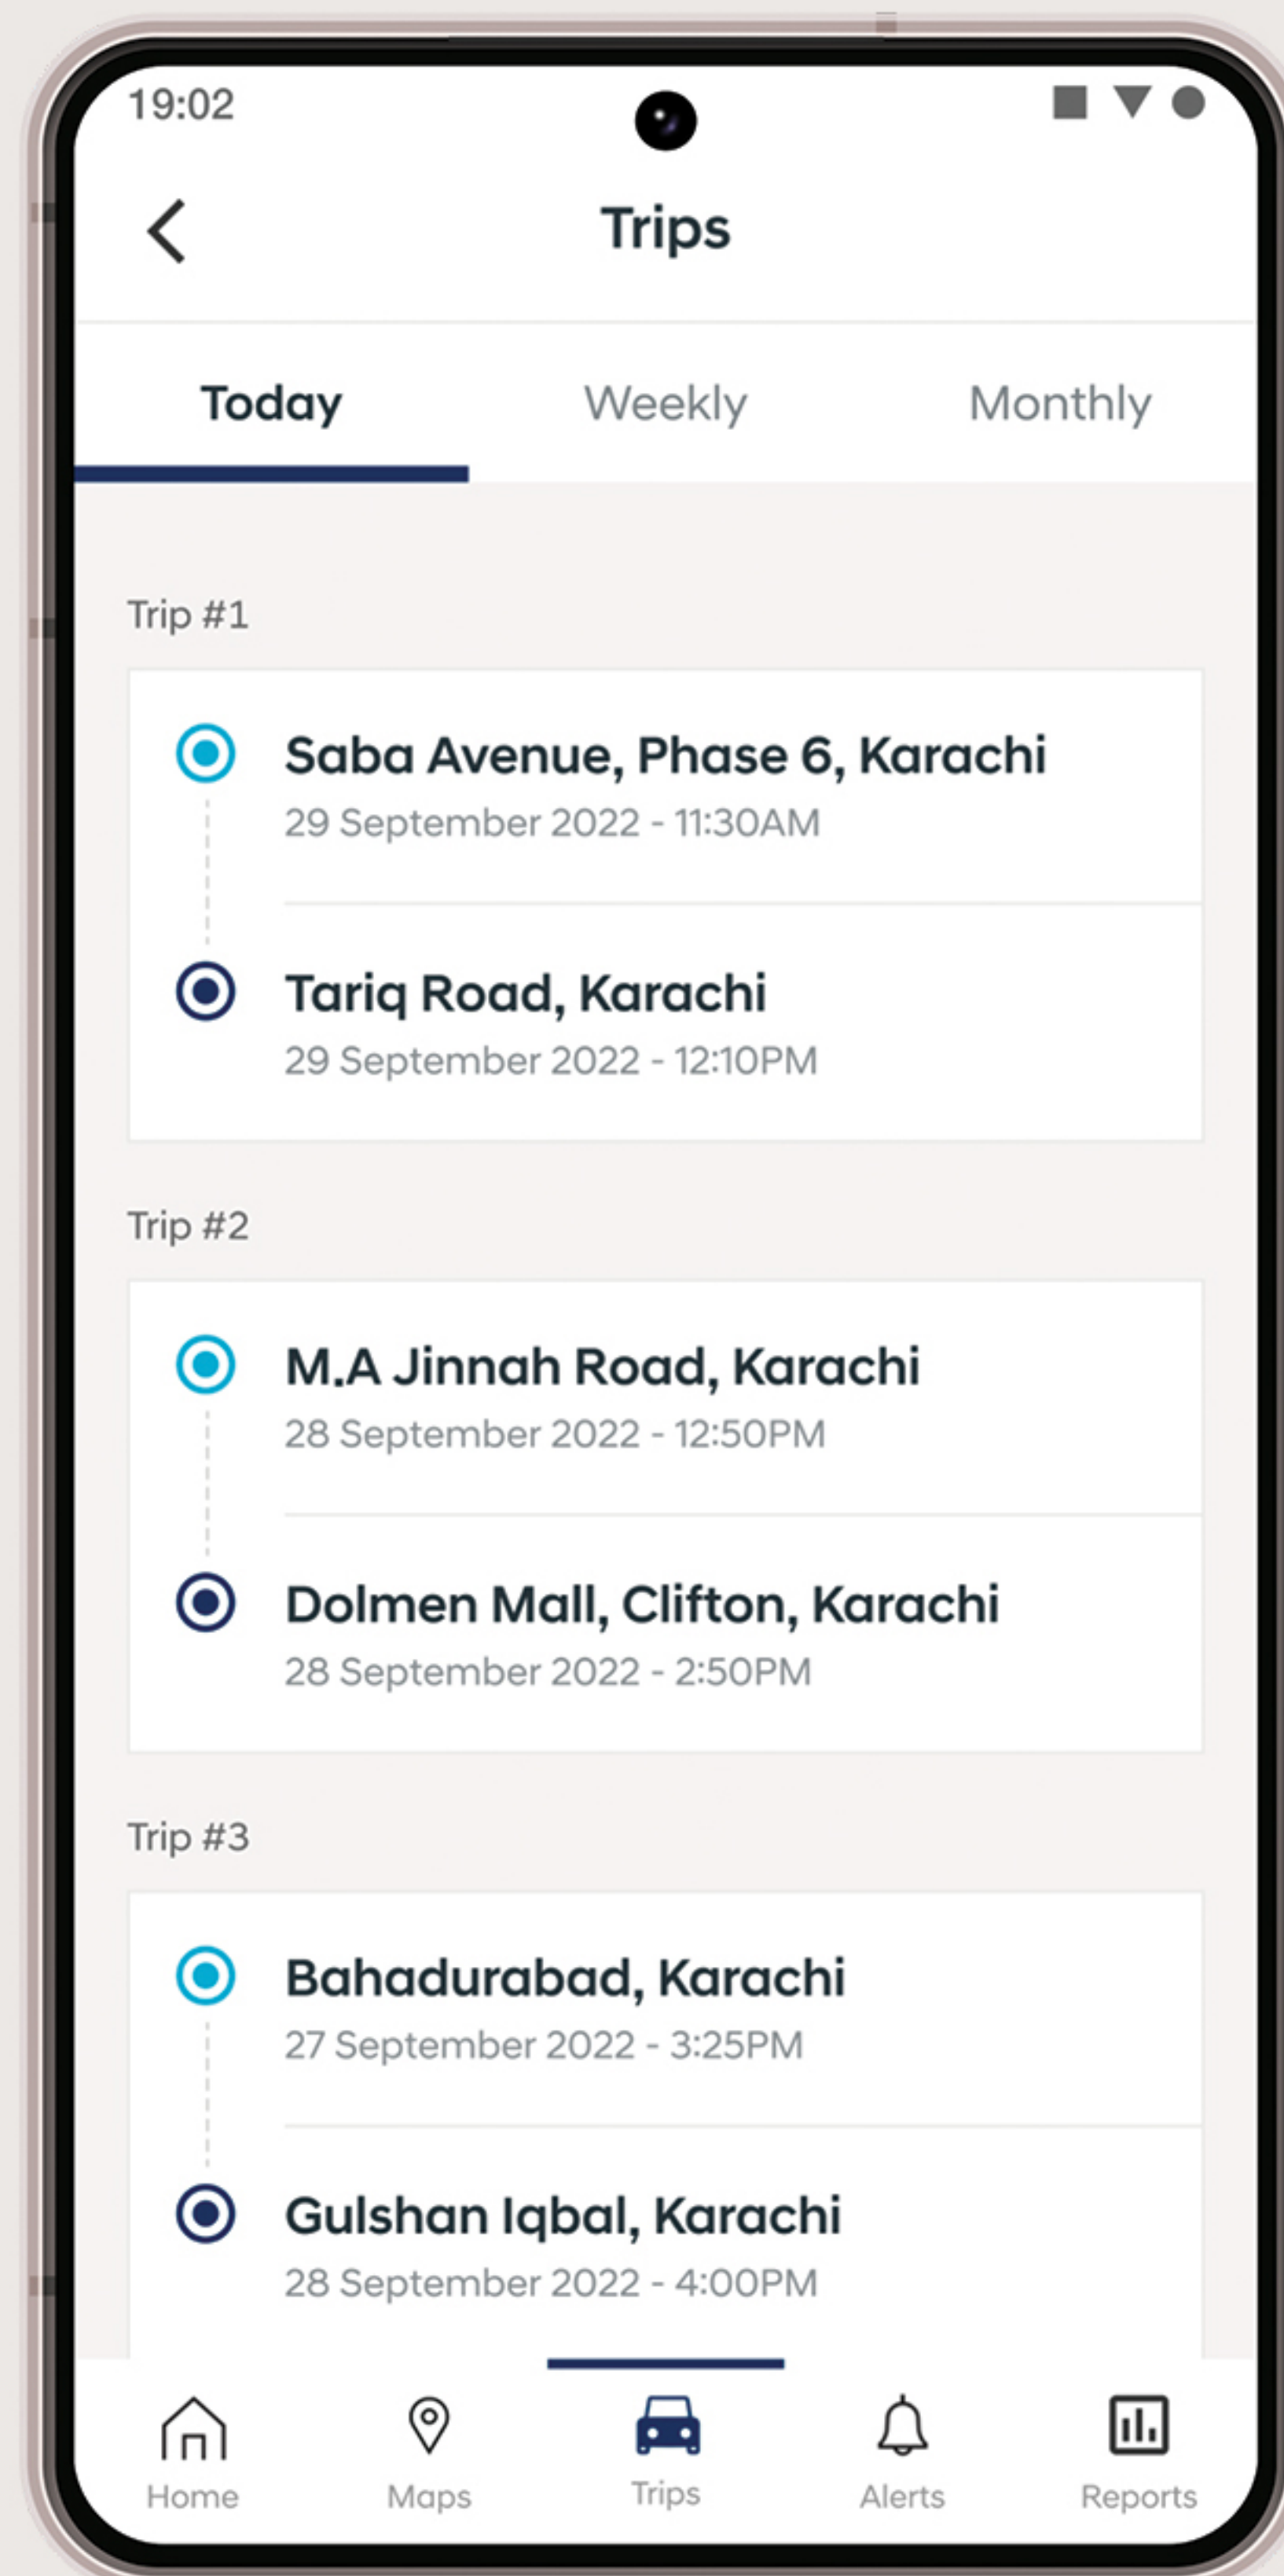 19:02
Trips
Today Weekly Monthly
Trip #1
Saba Avenue, Phase 6, Karachi
29 September 2022 - 11:30AM
Tariq Road, Karachi
29 September 2022 - 12:10PM
Trip #2
M.A Jinnah Road, Karachi
28 September 2022 - 12:50PM
Dolmen Mall, Clifton, Karachi
28 September 2022 - 2:50PM
Trip #3
Bahadurabad, Karachi
27 September 2022 - 3:25PM
Gulshan Iqbal, Karachi
28 September 2022 - 4:00PM
Home Maps Trips Alerts Reports